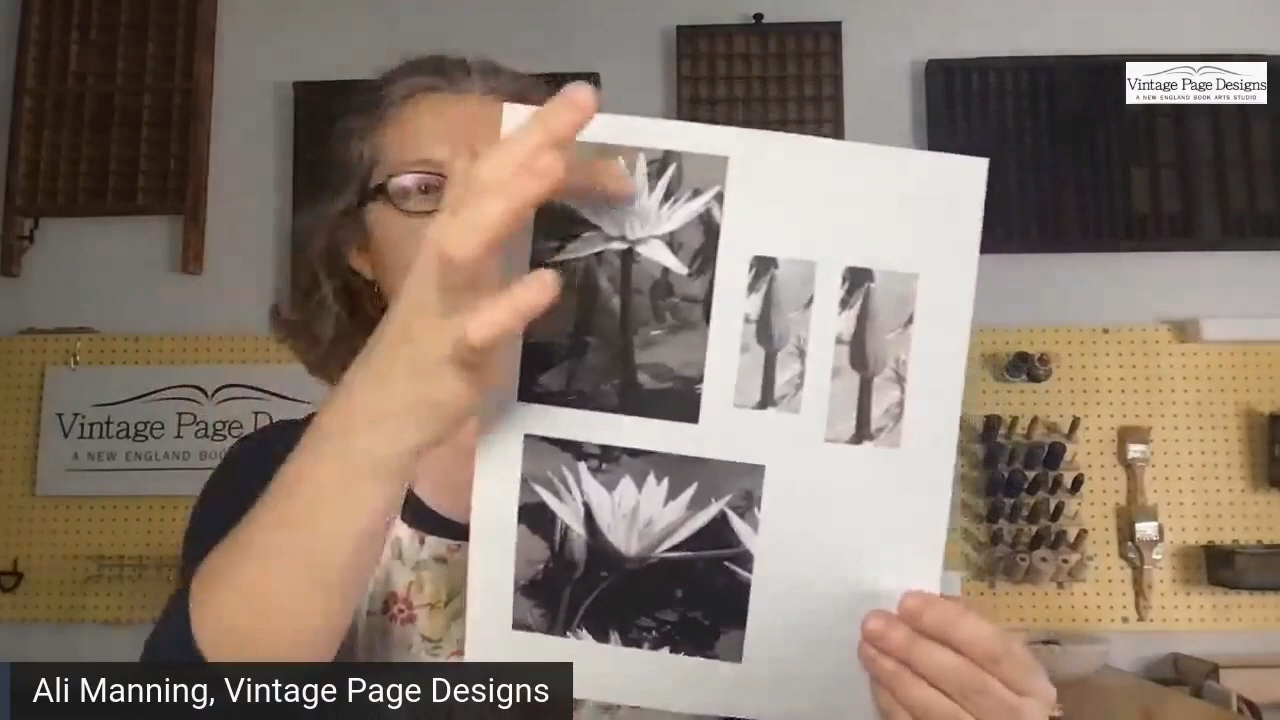 Vintage Page Designs
A NEW ENGLAND BOOK ARTS STUDIO
Vintage Page D
A NEW ENGLAND BOO
Ali Manning, Vintage Page Designs